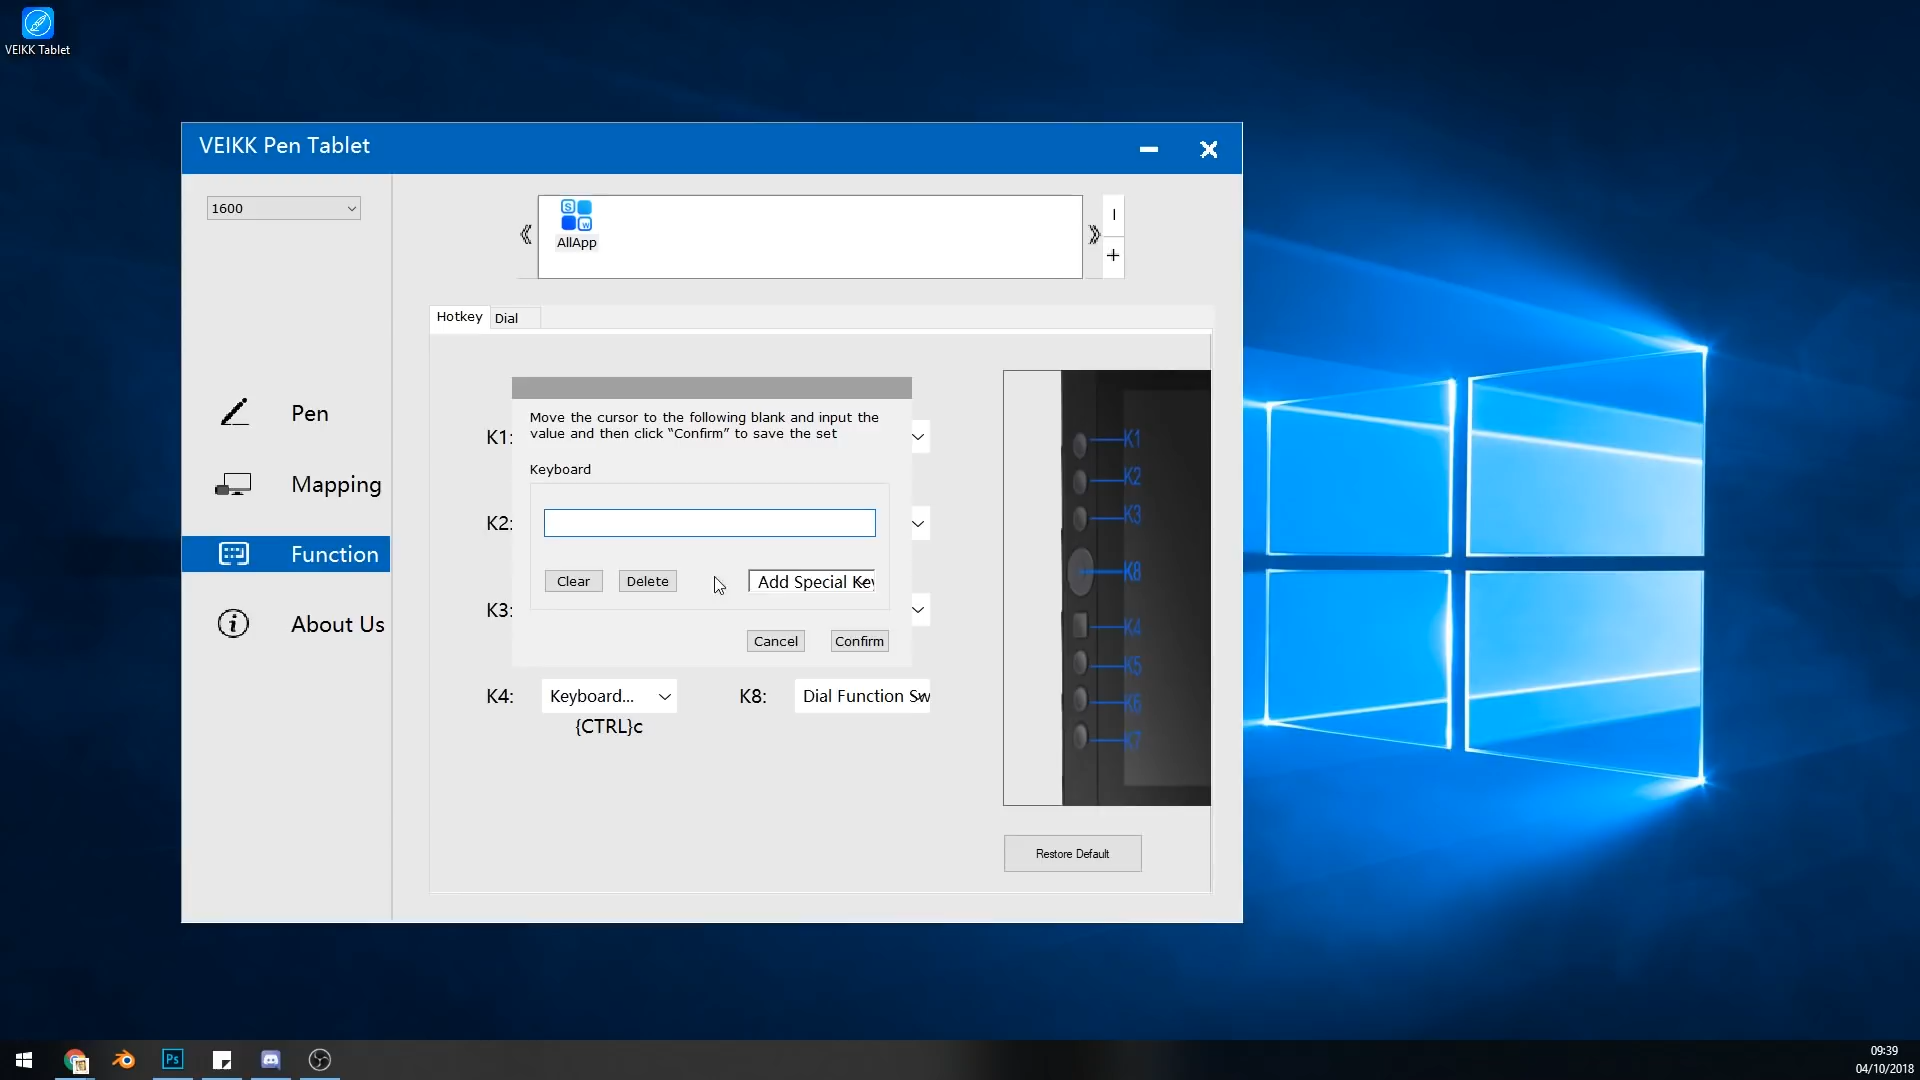 VEIKK Tablet
VEIKK Pen Tablet
1600
AllApp
+
Hotkey
Dial
Pen
Mapping
Function
About Us
Move the cursor to the following blank and input the
value and then click “Confirm” to save the set
Keyboard
Clear
Delete
Add Special Key
Cancel
Confirm
K1:
K2:
K3:
K4:
Keyboard...
{CTRL}c
K8:
Dial Function Sw
K1
K2
K3
K8
K4
K5
K6
K7
Restore Default
Ps
09:39
04/10/2018